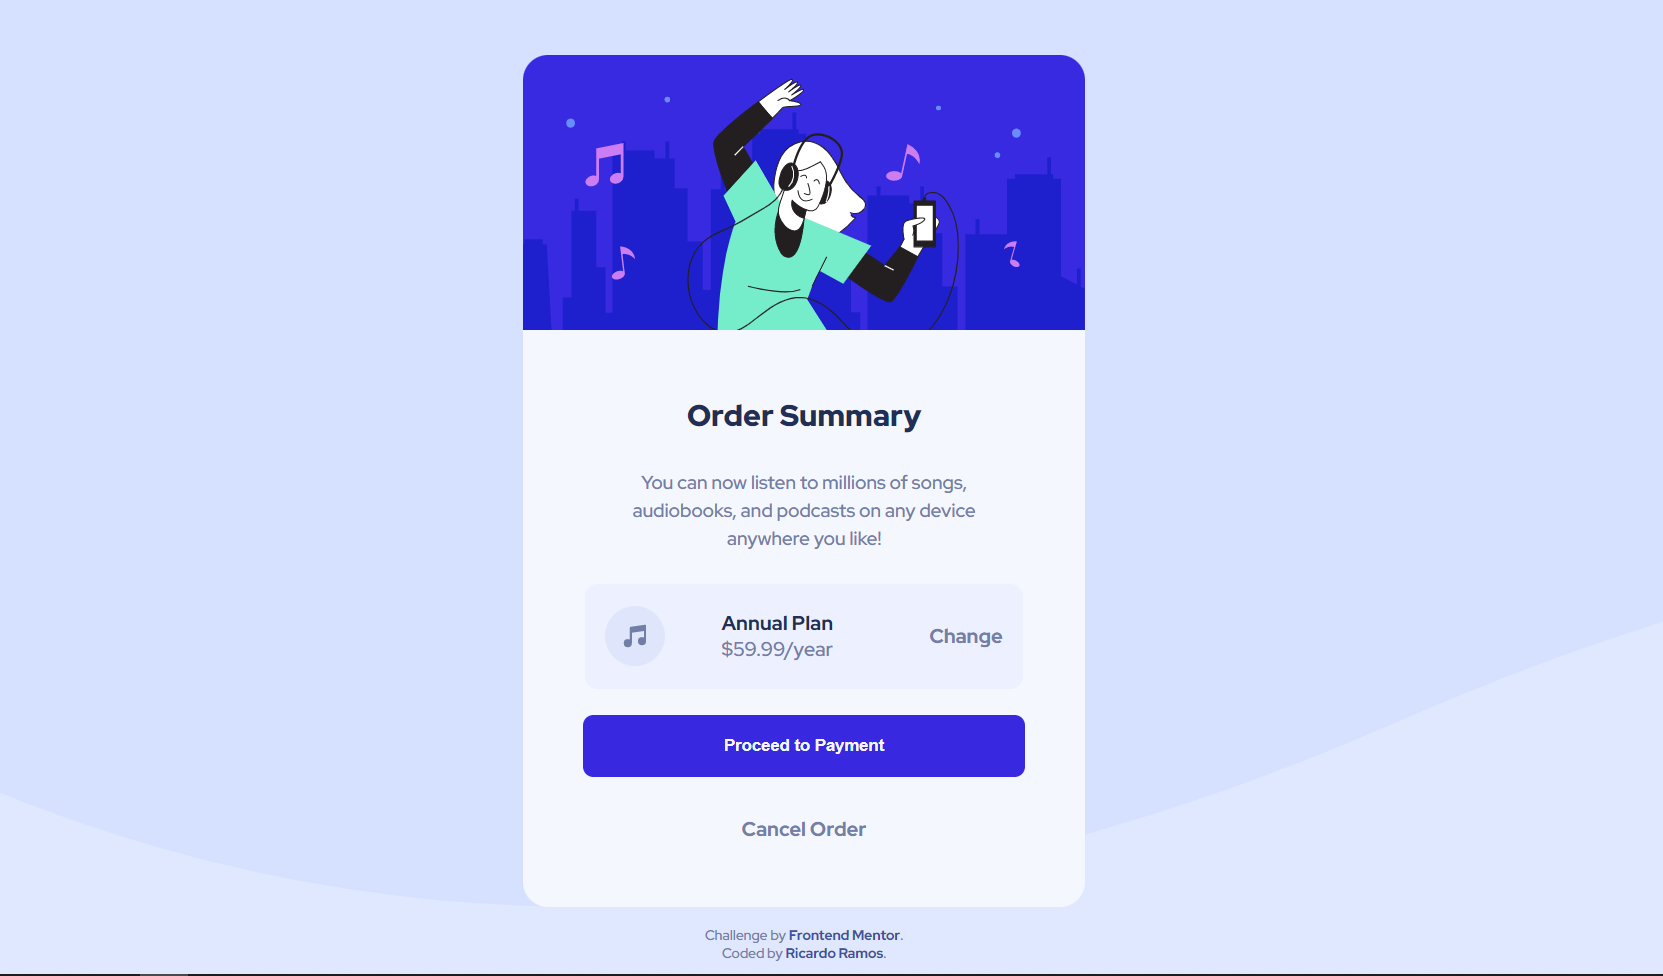 Order Summary
You can now listen to millions of songs,
audiobooks, and podcasts on any device
anywhere you like!
Annual Plan
$59.99/year
Change
Proceed to Payment
Cancel Order
Challenge by Frontend Mentor.
Coded by Ricardo Ramos.